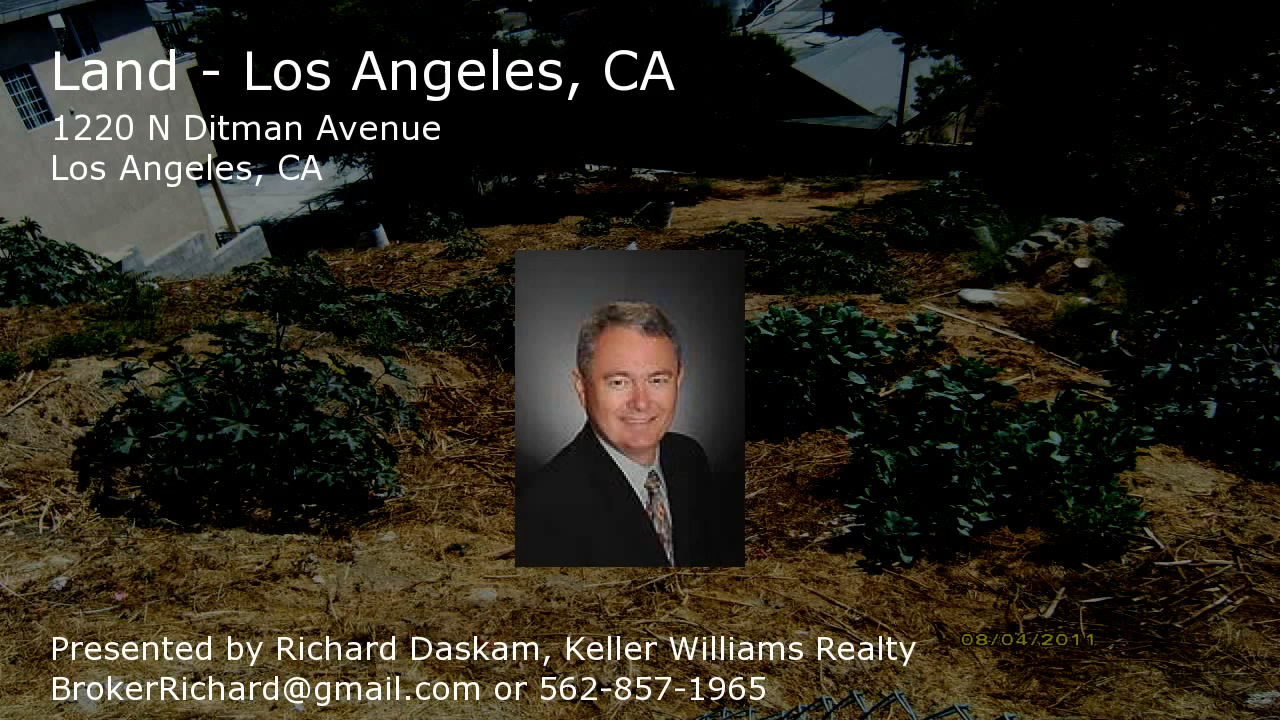 Land - Los Angeles, CA
1220 N Ditman Avenue
Los Angeles, CA
08/04/2011
Presented by Richard Daskam, Keller Williams Realty
BrokerRichard@gmail.com or 562-857-1965